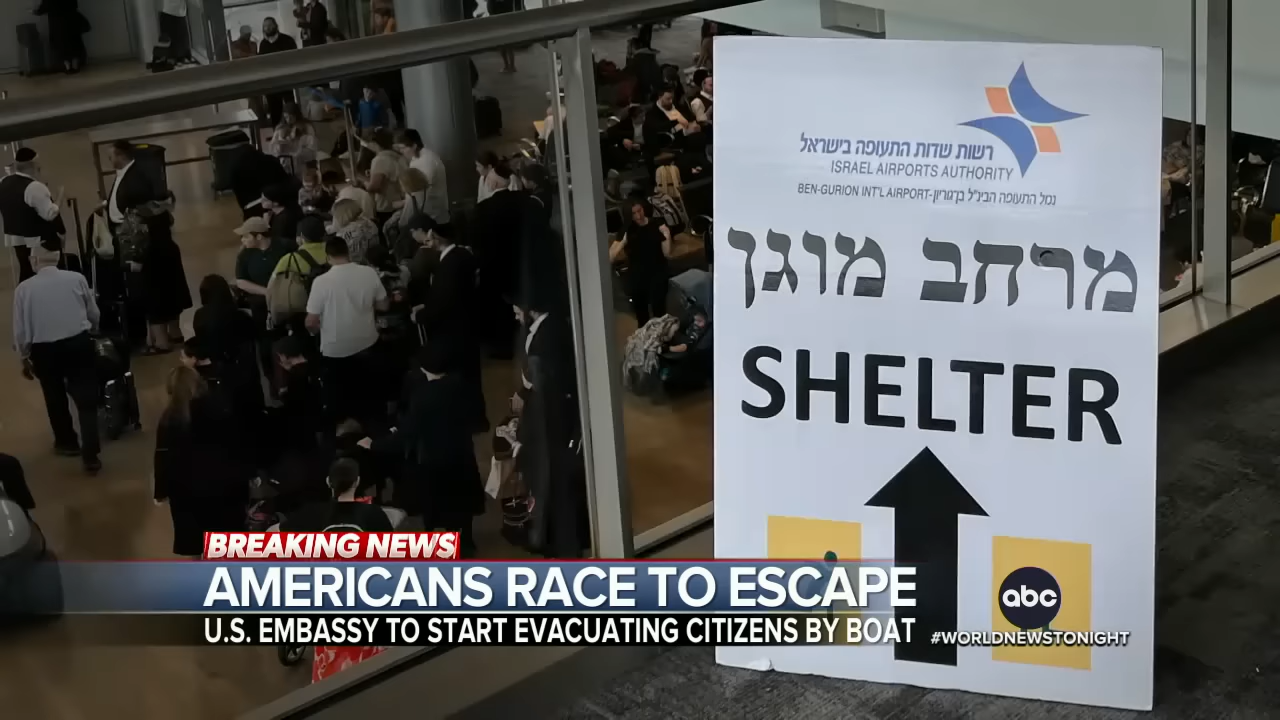 רשות שדות התעופה בישראל
ISRAEL AIRPORTS AUTHORITY
נמל התעופה הבינ'ל בן־גוריון-BEN-GURION INT'L AIRPORT
מרחב מוגן
SHELTER
BREAKING NEWS
AMERICANS RACE TO ESCAPE
U.S. EMBASSY TO START EVACUATING CITIZENS BY BOAT
abc
#WORLDNEWSTONIGHT